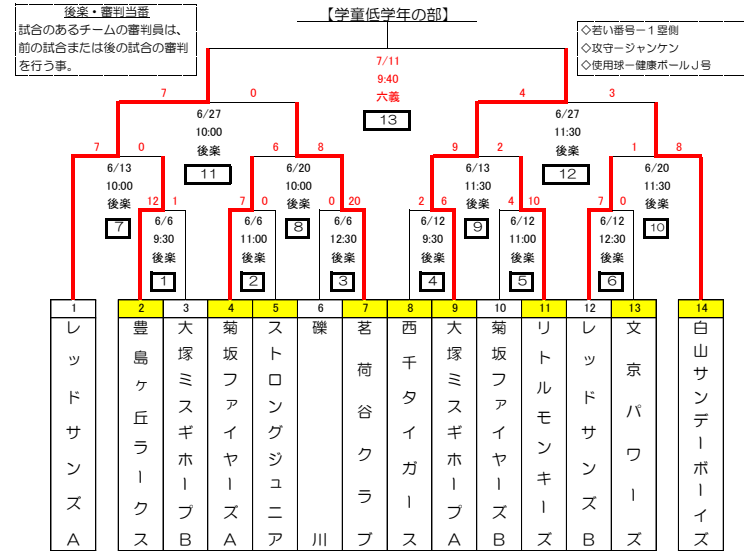 後楽・審判当番
試合のあるチームの審判員は、
前の試合または後の試合の審判
を行う事。
【学童低学年の部】
◇若い番号ー１塁側
◇攻守ージャンケン
◇使用球ー健康ボールＪ号
7/11
9:40
六義
13
7 0 4 3
6/27
10:00
後楽
11
6/27
11:30
後楽
12
7 0 6 8 9 2 1 8
6/13
10:00
後楽
7
6/20
10:00
後楽
8
6/13
11:30
後楽
9
6/20
11:30
後楽
10
12 1 7 0 0 20 2 6 4 10 7 0
6/6
9:30
後楽
1
6/6
11:00
後楽
2
6/6
12:30
後楽
3
6/12
9:30
後楽
4
6/12
11:00
後楽
5
6/12
12:30
後楽
6
1 2 3 4 5 6 7 8 9 10 11 12 13 14
レッドサンズＡ
豊島ヶ丘ラークス
大塚ミスギホープＢ
菊坂ファイヤーズＡ
ストロングジュニア
礫川
茗荷谷クラブ
西千タイガース
大塚ミスギホープＡ
菊坂ファイヤーズＢ
リトルモンキーズ
レッドサンズＢ
文京パワーズ
白山サンデーボーイズ